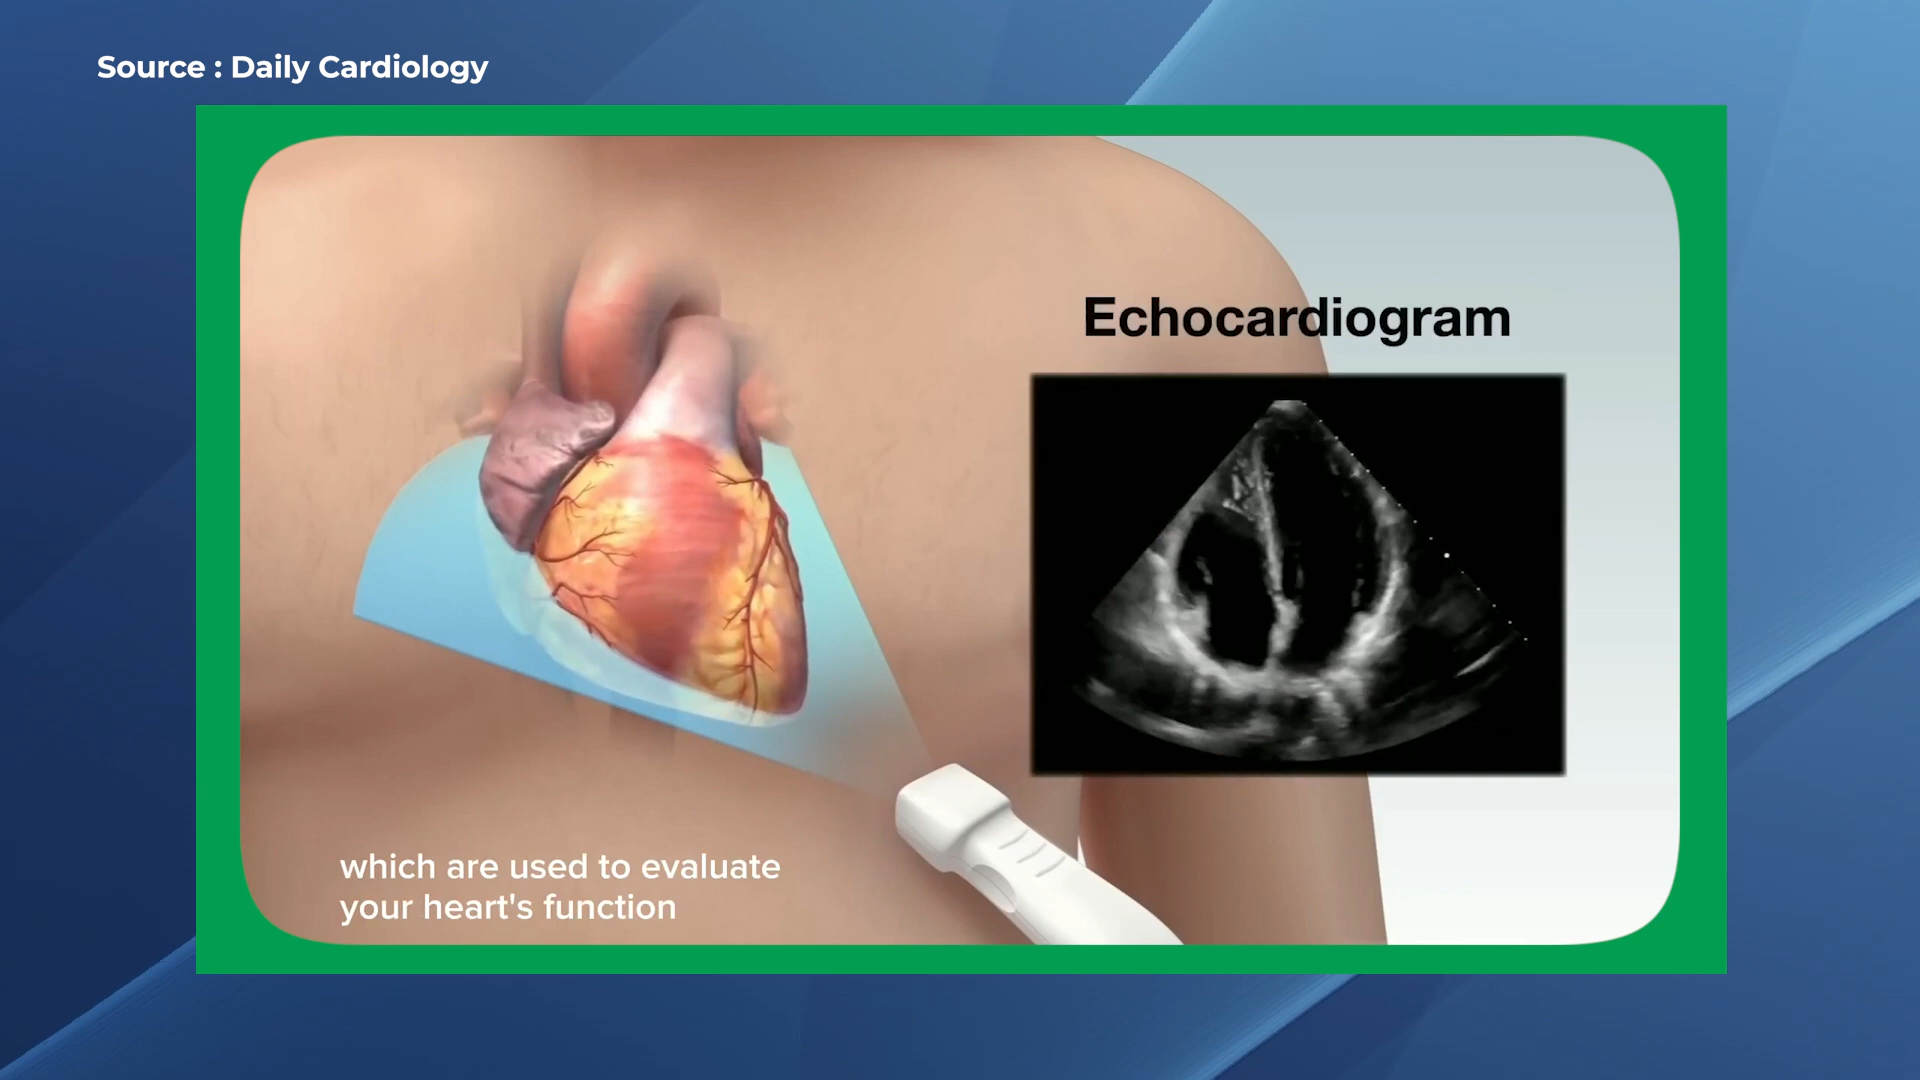 Source : Daily Cardiology
Echocardiogram
which are used to evaluate
your heart's function